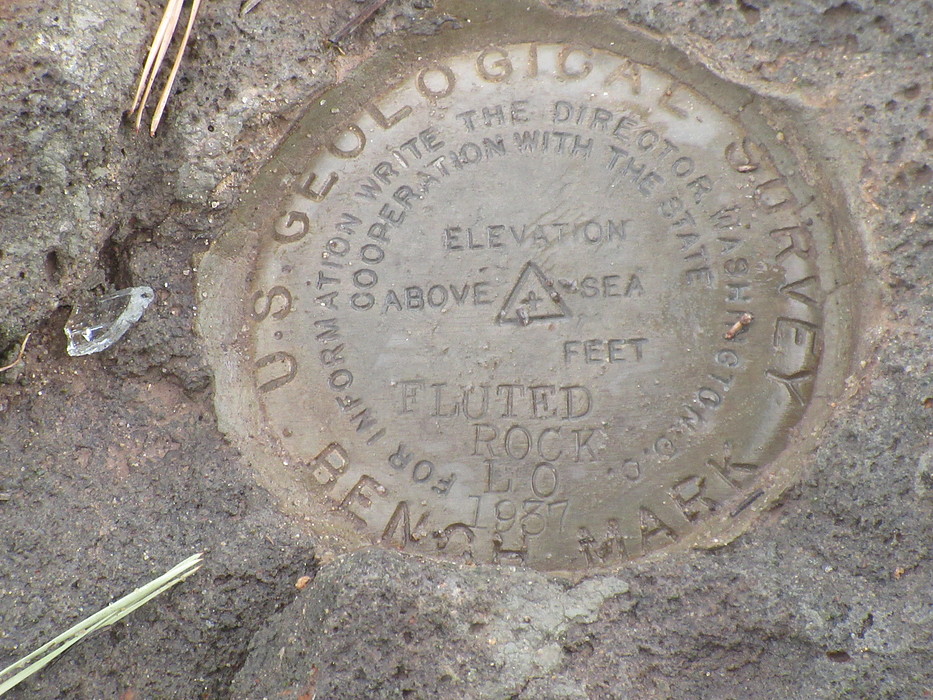 U.S. GEOLOGICAL SURVEY
BENCH MARK
FOR INFORMATION WRITE THE DIRECTOR, WASHINGTON, D.C.
COOPERATION WITH THE STATE
ELEVATION
ABOVE SEA
FEET
FLUTED
ROCK
LO
1937